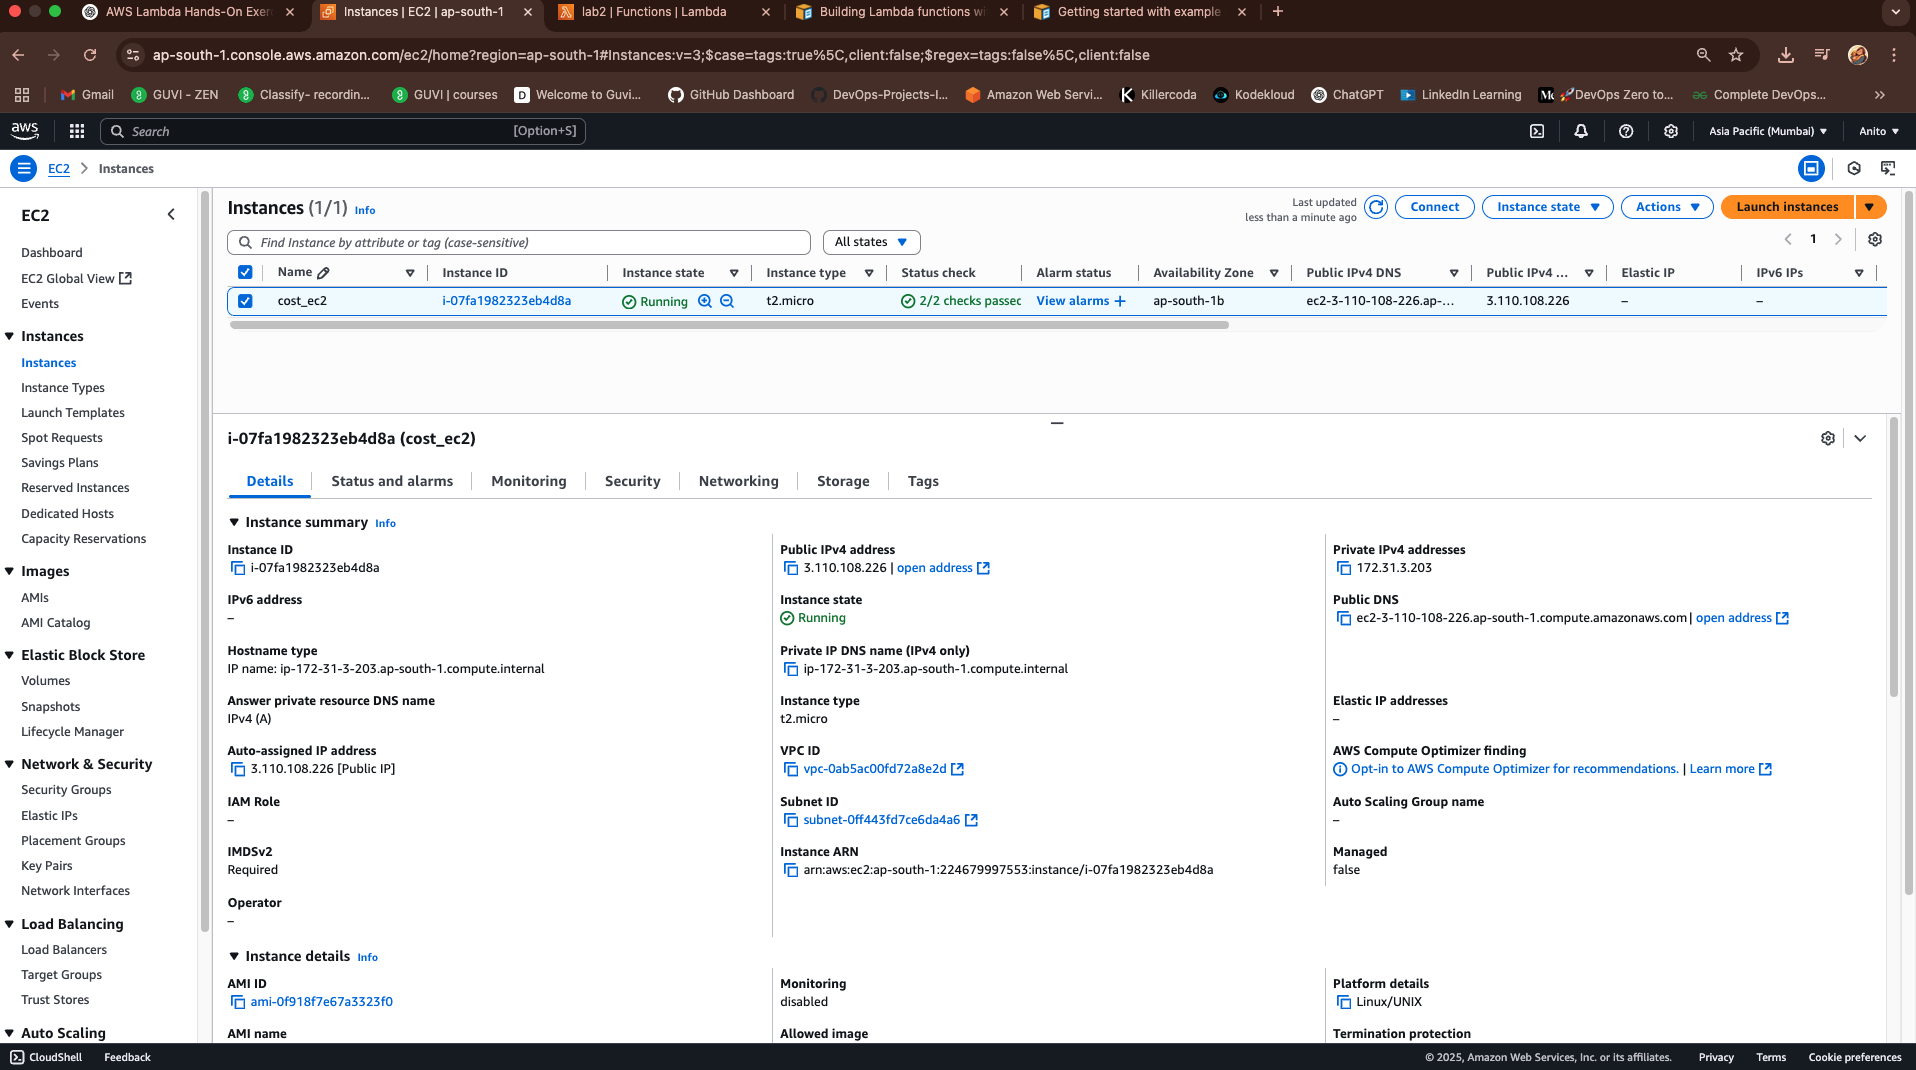 AWS Lambda Hands-On Exer
Instances | EC2 | ap-south-1
lab2 | Functions | Lambda
Building Lambda functions wi
Getting started with example
ap-south-1.console.aws.amazon.com/ec2/home?region=ap-south-1#Instances:v=3;$case=tags:true%5C,client:false;$regex=tags:false%5C,client:false
Gmail
GUVI - ZEN
Classify- recordin...
GUVI | courses
Welcome to Guvi...
GitHub Dashboard
DevOps-Projects-I...
Amazon Web Servi...
Killercoda
Kodekloud
ChatGPT
LinkedIn Learning
🚀DevOps Zero to...
Complete DevOps...
aws
Search
[Option+S]
Asia Pacific (Mumbai)
Anito
EC2
Instances
EC2
Dashboard
EC2 Global View
Events
Instances
Instances
Instance Types
Launch Templates
Spot Requests
Savings Plans
Reserved Instances
Dedicated Hosts
Capacity Reservations
Images
AMIs
AMI Catalog
Elastic Block Store
Volumes
Snapshots
Lifecycle Manager
Network & Security
Security Groups
Elastic IPs
Placement Groups
Key Pairs
Network Interfaces
Load Balancing
Load Balancers
Target Groups
Trust Stores
Auto Scaling
Instances (1/1) Info
Last updated
less than a minute ago
Connect
Instance state
Actions
Launch instances
Find Instance by attribute or tag (case-sensitive)
All states
1
Name Instance ID Instance state Instance type Status check Alarm status Availability Zone Public IPv4 DNS Public IPv4 ... Elastic IP IPv6 IPs
cost_ec2 i-07fa1982323eb4d8a Running t2.micro 2/2 checks passec View alarms + ap-south-1b ec2-3-110-108-226.ap-... 3.110.108.226 – –
i-07fa1982323eb4d8a (cost_ec2)
Details
Status and alarms
Monitoring
Security
Networking
Storage
Tags
Instance summary Info
Instance ID
i-07fa1982323eb4d8a
Public IPv4 address
3.110.108.226 | open address
Private IPv4 addresses
172.31.3.203
IPv6 address
–
Instance state
Running
Public DNS
ec2-3-110-108-226.ap-south-1.compute.amazonaws.com | open address
Hostname type
IP name: ip-172-31-3-203.ap-south-1.compute.internal
Private IP DNS name (IPv4 only)
ip-172-31-3-203.ap-south-1.compute.internal
Answer private resource DNS name
IPv4 (A)
Instance type
t2.micro
Elastic IP addresses
–
Auto-assigned IP address
3.110.108.226 [Public IP]
VPC ID
vpc-0ab5ac00fd72a8e2d
AWS Compute Optimizer finding
Opt-in to AWS Compute Optimizer for recommendations. | Learn more
IAM Role
–
Subnet ID
subnet-0ff443fd7ce6da4a6
Auto Scaling Group name
–
IMDSv2
Required
Instance ARN
arn:aws:ec2:ap-south-1:224679997553:instance/i-07fa1982323eb4d8a
Managed
false
Operator
–
Instance details Info
AMI ID
ami-0f918f7e67a3323f0
Monitoring
disabled
Platform details
Linux/UNIX
AMI name
Allowed image
Termination protection
CloudShell
Feedback
© 2025, Amazon Web Services, Inc. or its affiliates.
Privacy
Terms
Cookie preferences